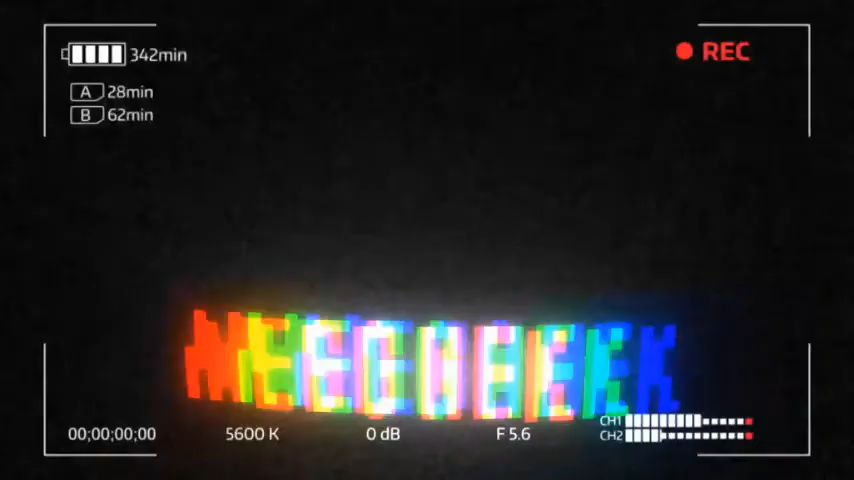 342min
REC
A 28min
B 62min
00;00;00;00
5600 K
0 dB
F 5.6
CH1
CH2